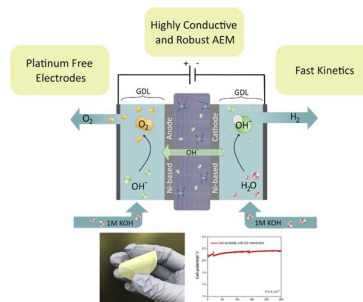 Highly Conductive
and Robust AEM
Platinum Free
Electrodes
Fast Kinetics
+ -
GDL
GDL
O2
H2
O2
OH-
Anode
Cathode
OH-
Ni-based
Ni-based
OH-
H2O
1M KOH
1M KOH